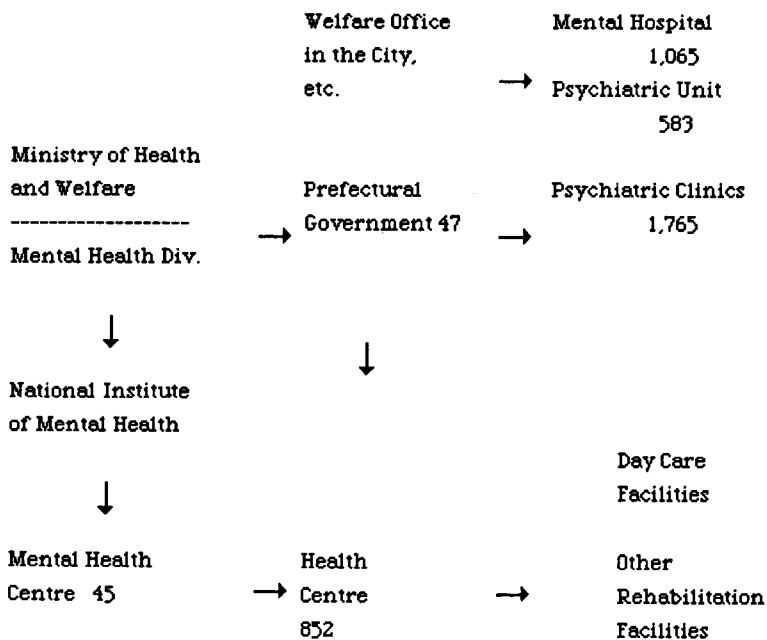 Welfare Office
in the City,
etc.
Mental Hospital
1,065
Psychiatric Unit
583
Ministry of Health
and Welfare
-------------------
Mental Health Div.
Prefectural
Government 47
Psychiatric Clinics
1,765
National Institute
of Mental Health
Day Care
Facilities
Mental Health
Centre 45
Health
Centre
852
Other
Rehabilitation
Facilities